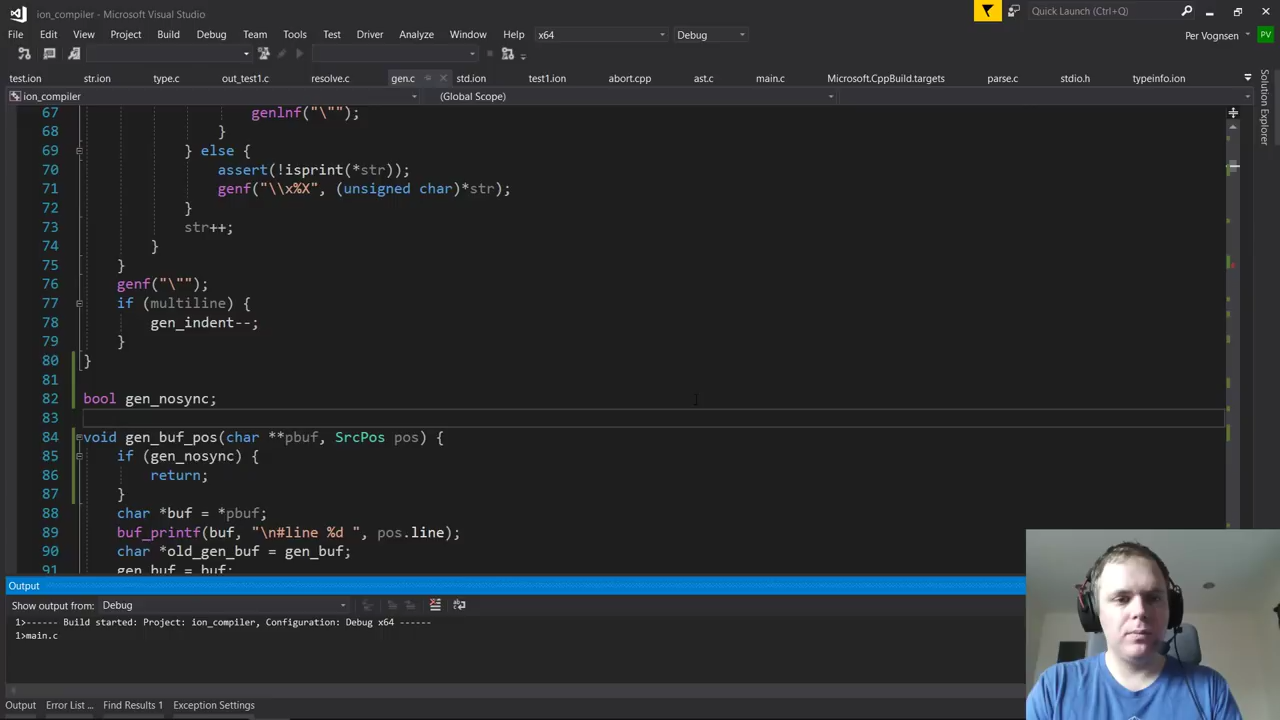 ion_compiler - Microsoft Visual Studio
Quick Launch (Ctrl+Q)
File Edit View Project Build Debug Team Tools Test Driver Analyze Window Help x64 Debug
Per Vognsen PV
test.ion str.ion type.c out_test1.c resolve.c gen.c std.ion test1.ion abort.cpp ast.c main.c Microsoft.CppBuild.targets parse.c stdio.h typeinfo.ion
Solution Explorer
ion_compiler (Global Scope)
67 genlnf("\"");
68 }
69 } else {
70 assert(!isprint(*str));
71 genf("\\x%X", (unsigned char)*str);
72 }
73 str++;
74 }
75 }
76 genf("\"");
77 if (multiline) {
78 gen_indent--;
79 }
80 }
81
82 bool gen_nosync;
83
84 void gen_buf_pos(char **pbuf, SrcPos pos) {
85 if (gen_nosync) {
86 return;
87 }
88 char *buf = *pbuf;
89 buf_printf(buf, "\n#line %d ", pos.line);
90 char *old_gen_buf = gen_buf;
91 gen_buf = buf;
Output
Show output from: Debug
1>------ Build started: Project: ion_compiler, Configuration: Debug x64 ------
1>main.c
Output Error List ... Find Results 1 Exception Settings